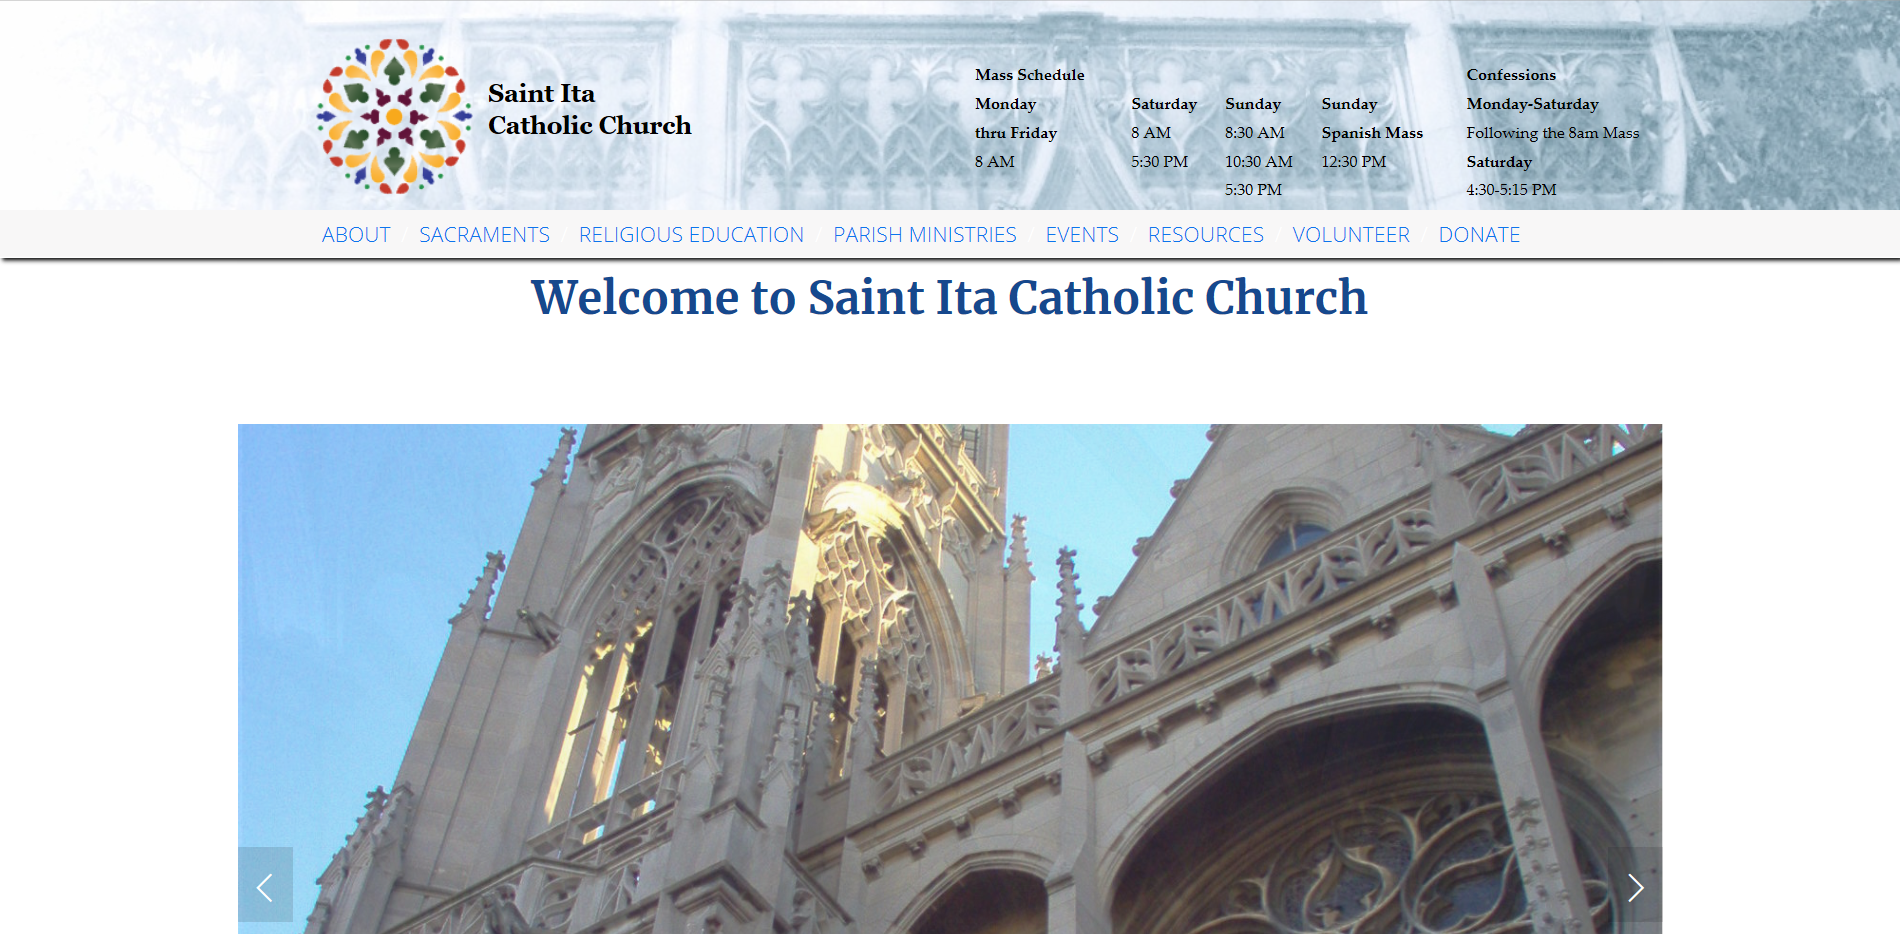 Saint Ita
Catholic Church
Mass Schedule
Monday
thru Friday
8 AM
Saturday
8 AM
5:30 PM
Sunday
8:30 AM
10:30 AM
5:30 PM
Sunday
Spanish Mass
12:30 PM
Confessions
Monday-Saturday
Following the 8am Mass
Saturday
4:30-5:15 PM
ABOUT / SACRAMENTS / RELIGIOUS EDUCATION / PARISH MINISTRIES / EVENTS / RESOURCES / VOLUNTEER / DONATE
Welcome to Saint Ita Catholic Church